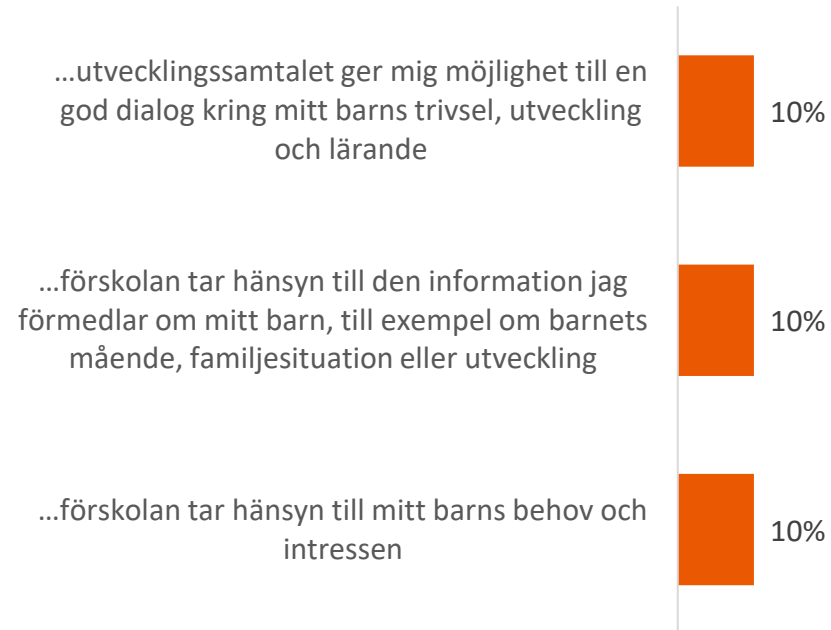 …utvecklingssamtalet ger mig möjlighet till en
god dialog kring mitt barns trivsel, utveckling
och lärande
10%
…förskolan tar hänsyn till den information jag
förmedlar om mitt barn, till exempel om barnets
mående, familjesituation eller utveckling
10%
…förskolan tar hänsyn till mitt barns behov och
intressen
10%